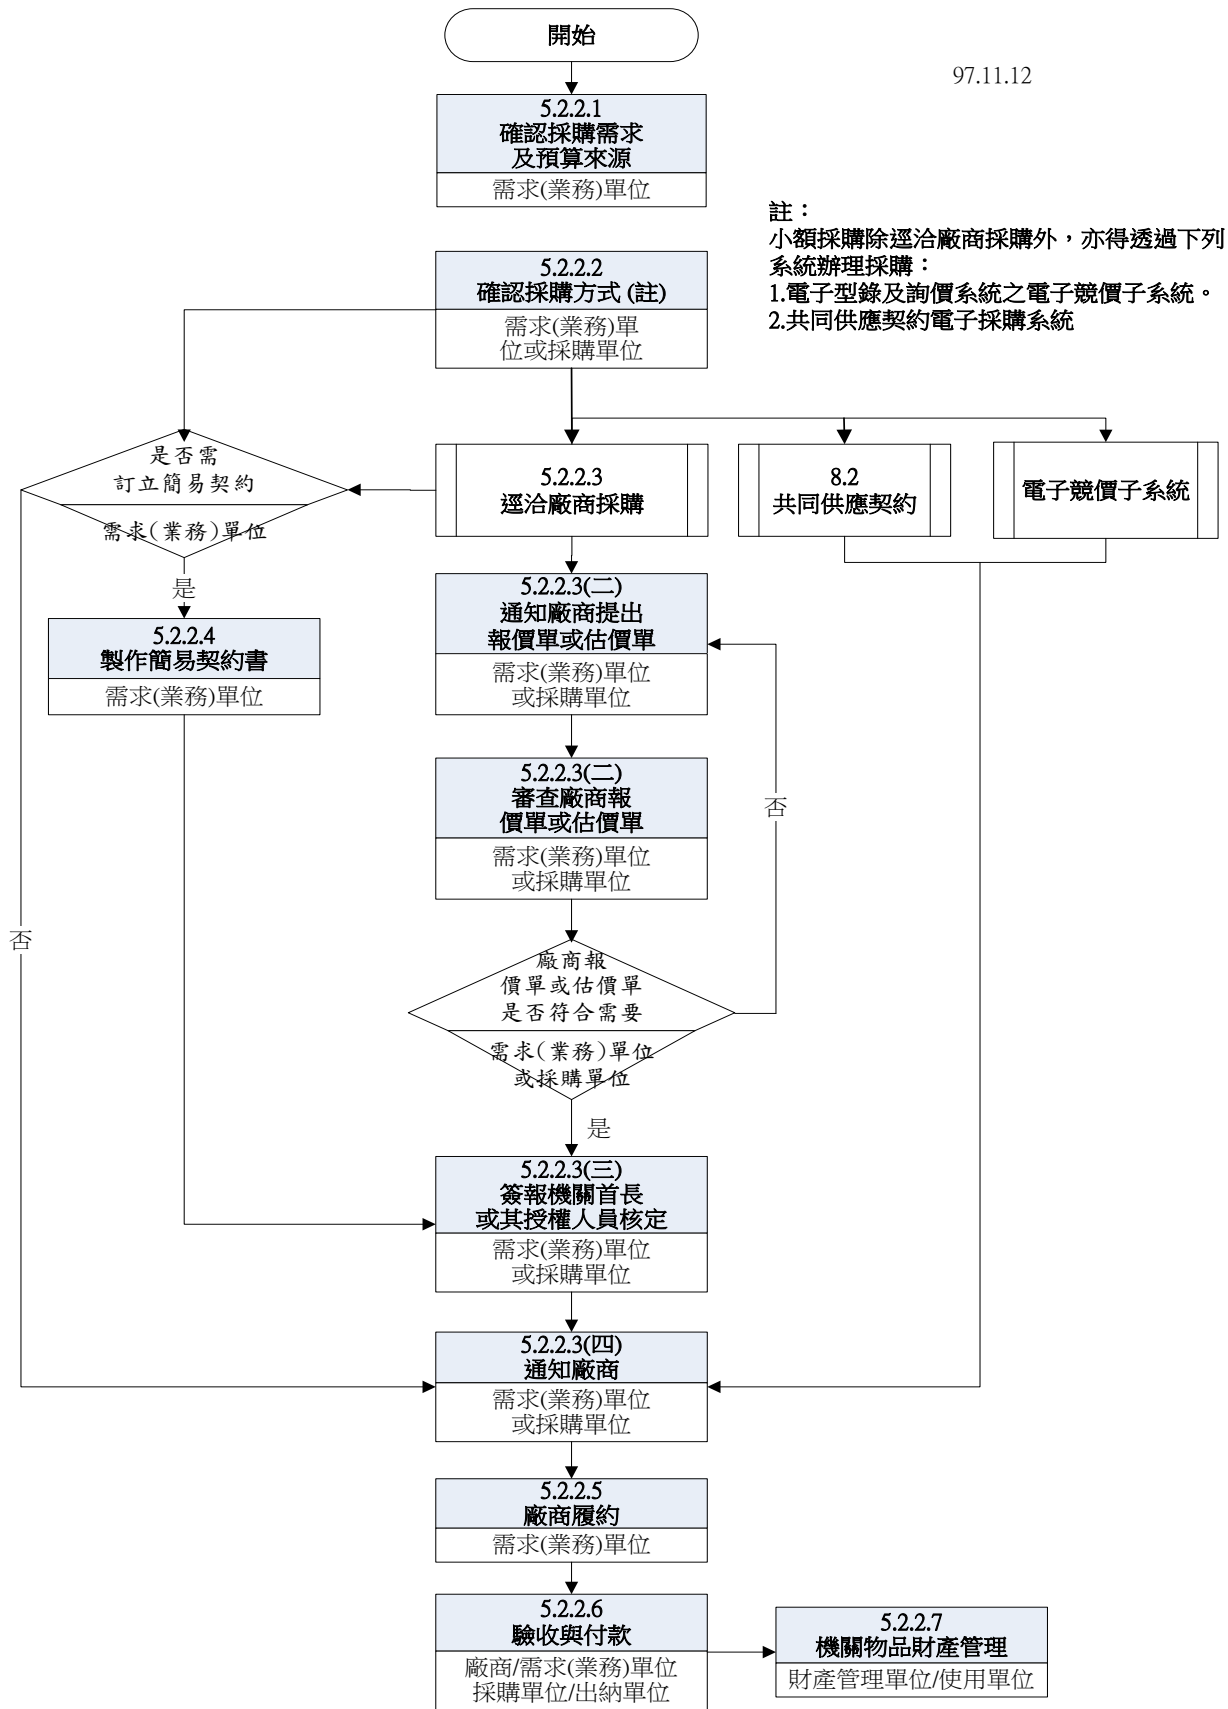 開始
97.11.12
5.2.2.1
確認採購需求
及預算來源
需求(業務)單位
註：
小額採購除逕洽廠商採購外，亦得透過下列
系統辦理採購：
1.電子型錄及詢價系統之電子競價子系統。
2.共同供應契約電子採購系統
5.2.2.2
確認採購方式 (註)
需求(業務)單
位或採購單位
是否需
訂立簡易契約
需求(業務)單位
5.2.2.3
逕洽廠商採購
8.2
共同供應契約
電子競價子系統
是
5.2.2.4
製作簡易契約書
需求(業務)單位
5.2.2.3(二)
通知廠商提出
報價單或估價單
需求(業務)單位
或採購單位
5.2.2.3(二)
審查廠商報
價單或估價單
需求(業務)單位
或採購單位
否
否
廠商報
價單或估價單
是否符合需要
需求(業務)單位
或採購單位
是
5.2.2.3(三)
簽報機關首長
或其授權人員核定
需求(業務)單位
或採購單位
5.2.2.3(四)
通知廠商
需求(業務)單位
或採購單位
5.2.2.5
廠商履約
需求(業務)單位
5.2.2.6
驗收與付款
廠商/需求(業務)單位
採購單位/出納單位
5.2.2.7
機關物品財產管理
財產管理單位/使用單位